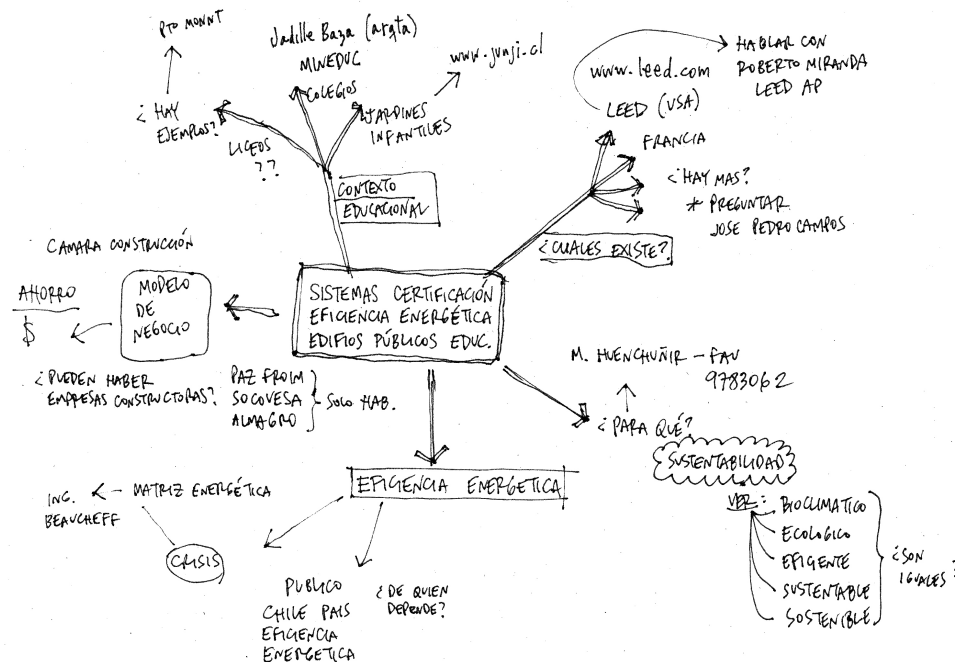 PTO MONNT
¿HAY
EJEMPLOS?
LICEOS
??
Jadille Baza (arqta)
MINEDUC
COLEGIOS
JARDINES
INFANTILES
www.junji.cl
CONTEXTO
EDUCACIONAL
www.leed.com
LEED (USA)
HABLAR CON
ROBERTO MIRANDA
LEED AP
FRANCIA
¿HAY MAS?
* PREGUNTAR
JOSE PEDRO CAMPOS
¿CUALES EXISTE?
CAMARA CONSTRUCCIÓN
AHORRO
$
MODELO
DE
NEGOCIO
SISTEMAS CERTIFICACIÓN
EFICIENCIA ENERGÉTICA
EDIFIOS PÚBLICOS EDUC.
¿PUEDEN HABER
EMPRESAS CONSTRUCTORAS?
PAZ FROIM
SOCOVESA
ALMAGRO
SOLO HAB.
M. HUENCHUÑIR – FAU
9783062
¿PARA QUÉ?
SUSTENTABILIDAD
VER:
BIOCLIMATICO
ECOLOGICO
EFIGENTE
SUSTENTABLE
SOSTENIBLE
¿SON
IGUALES?
EFICIENCIA ENERGETICA
ING.
BEAUCHEFF
MATRIZ ENERGÉTICA
CRISIS
PUBLICO
CHILE PAIS
EFICIENCIA
ENERGETICA
¿DE QUIEN
DEPENDE?